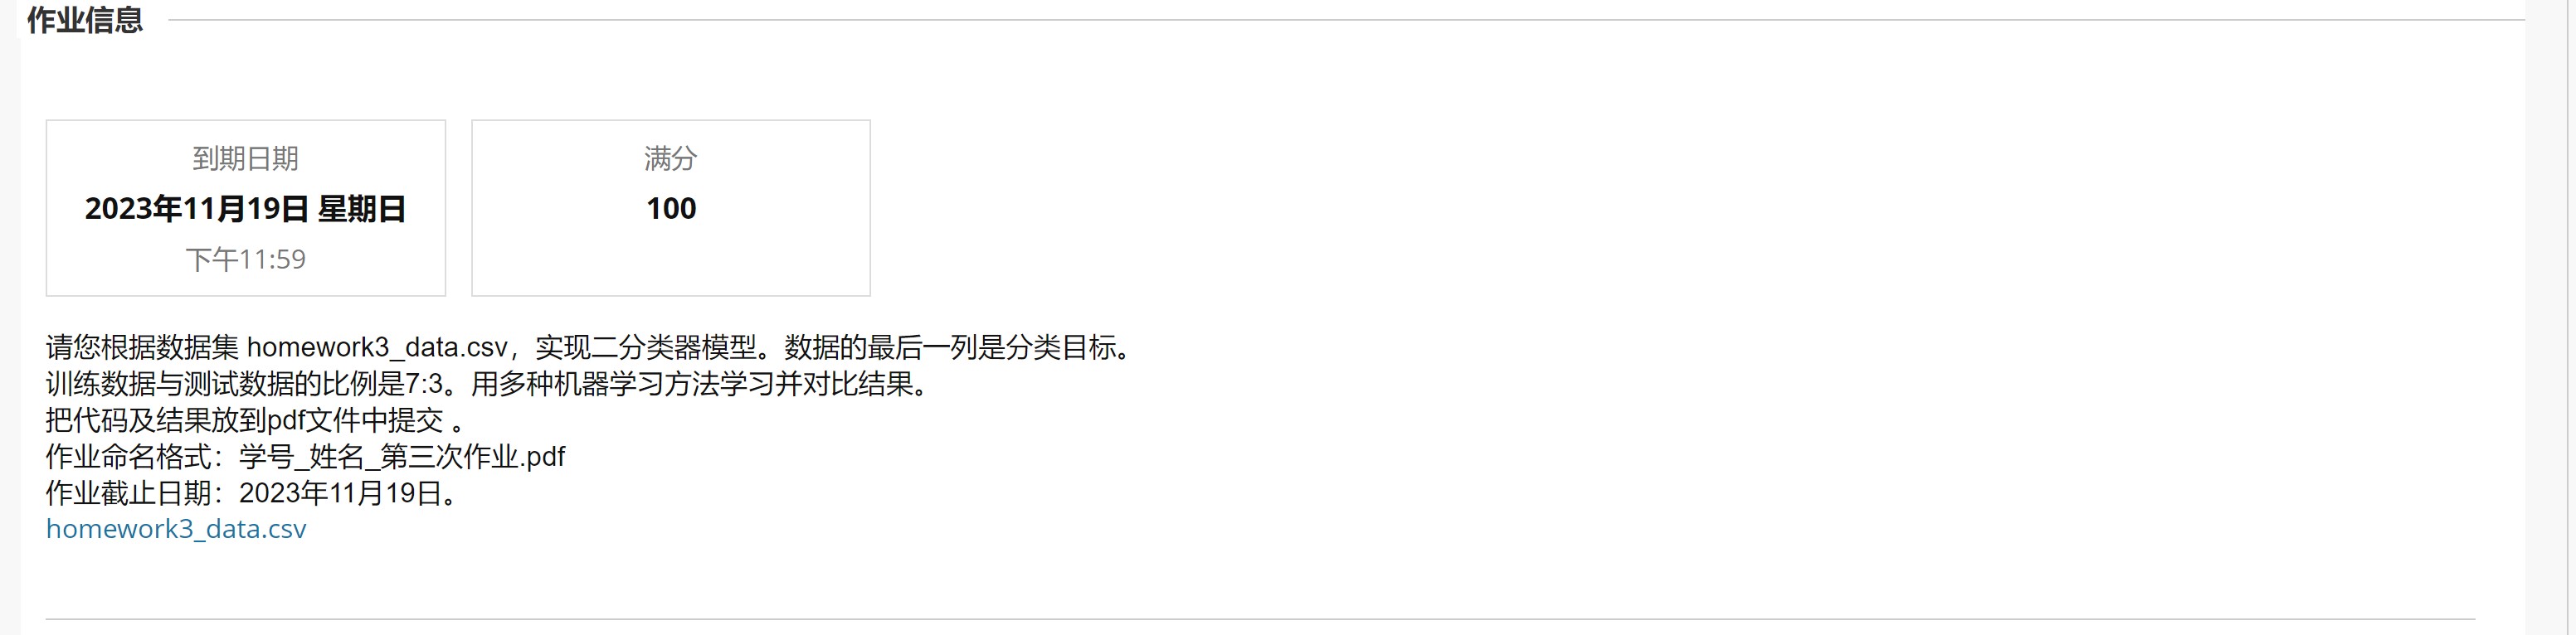 作业信息
到期日期
2023年11月19日 星期日
下午11:59
满分
100
请您根据数据集 homework3_data.csv，实现二分类器模型。数据的最后一列是分类目标。
训练数据与测试数据的比例是7:3。用多种机器学习方法学习并对比结果。
把代码及结果放到pdf文件中提交 。
作业命名格式：学号_姓名_第三次作业.pdf
作业截止日期：2023年11月19日。
homework3_data.csv